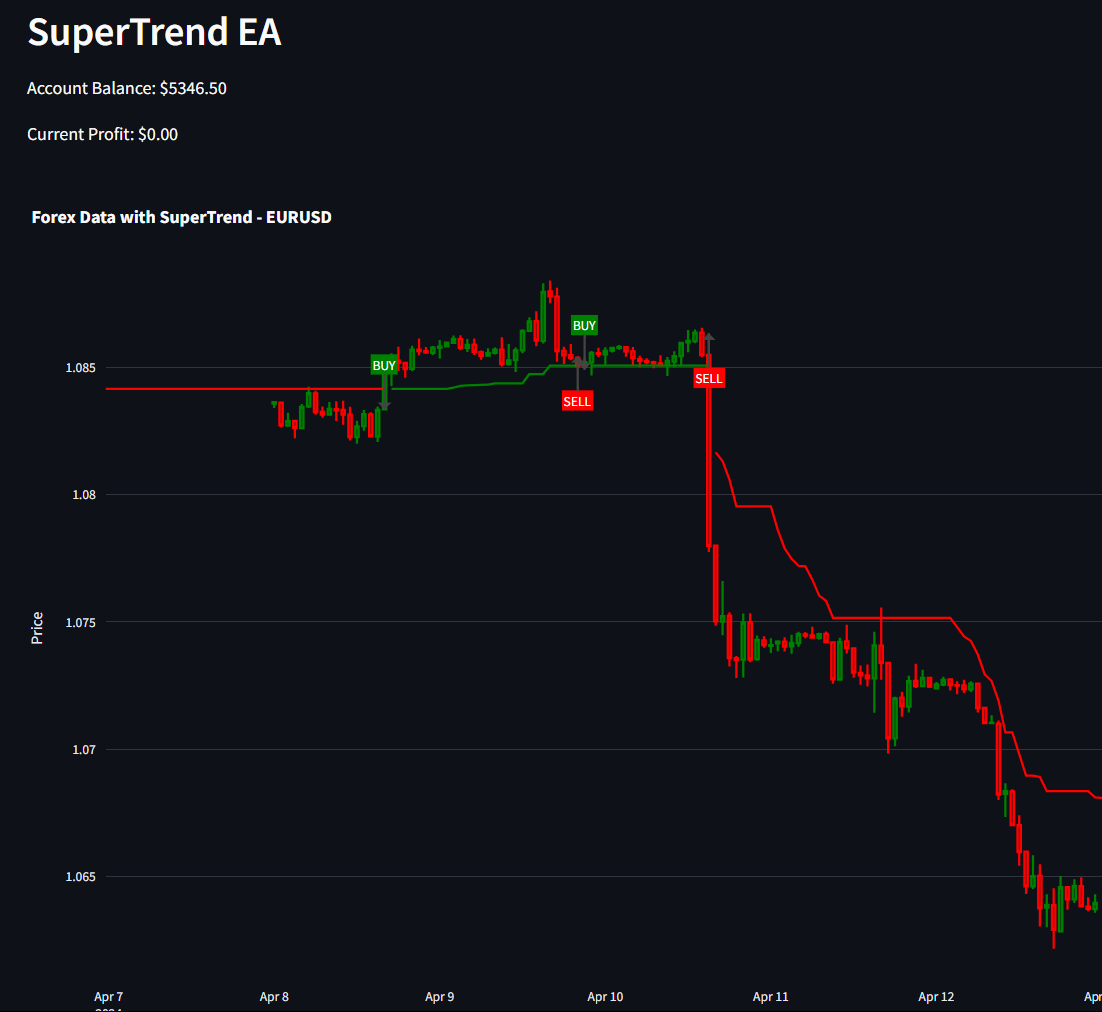 SuperTrend EA
Account Balance: $5346.50
Current Profit: $0.00
Forex Data with SuperTrend - EURUSD
BUY
BUY
SELL
SELL
1.085
1.08
1.075
1.07
1.065
Price
Apr 7
Apr 8
Apr 9
Apr 10
Apr 11
Apr 12